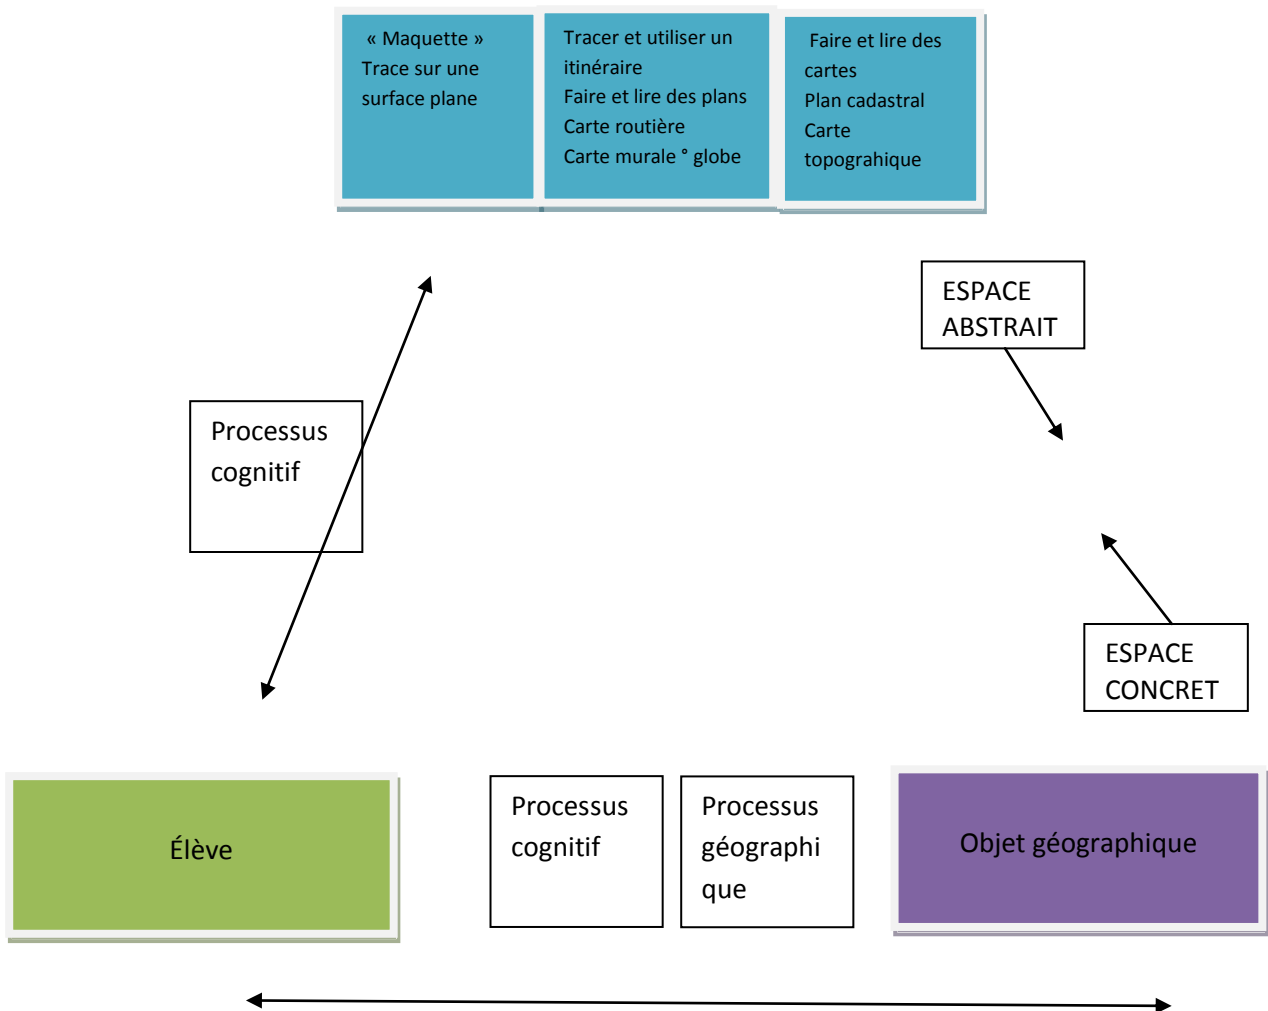 « Maquette »
Trace sur une
surface plane
Tracer et utiliser un
itinéraire
Faire et lire des plans
Carte routière
Carte murale ° globe
Faire et lire des
cartes
Plan cadastral
Carte
topograhique
ESPACE
ABSTRAIT
Processus
cognitif
ESPACE
CONCRET
Élève
Processus
cognitif
Processus
géographi
que
Objet géographique